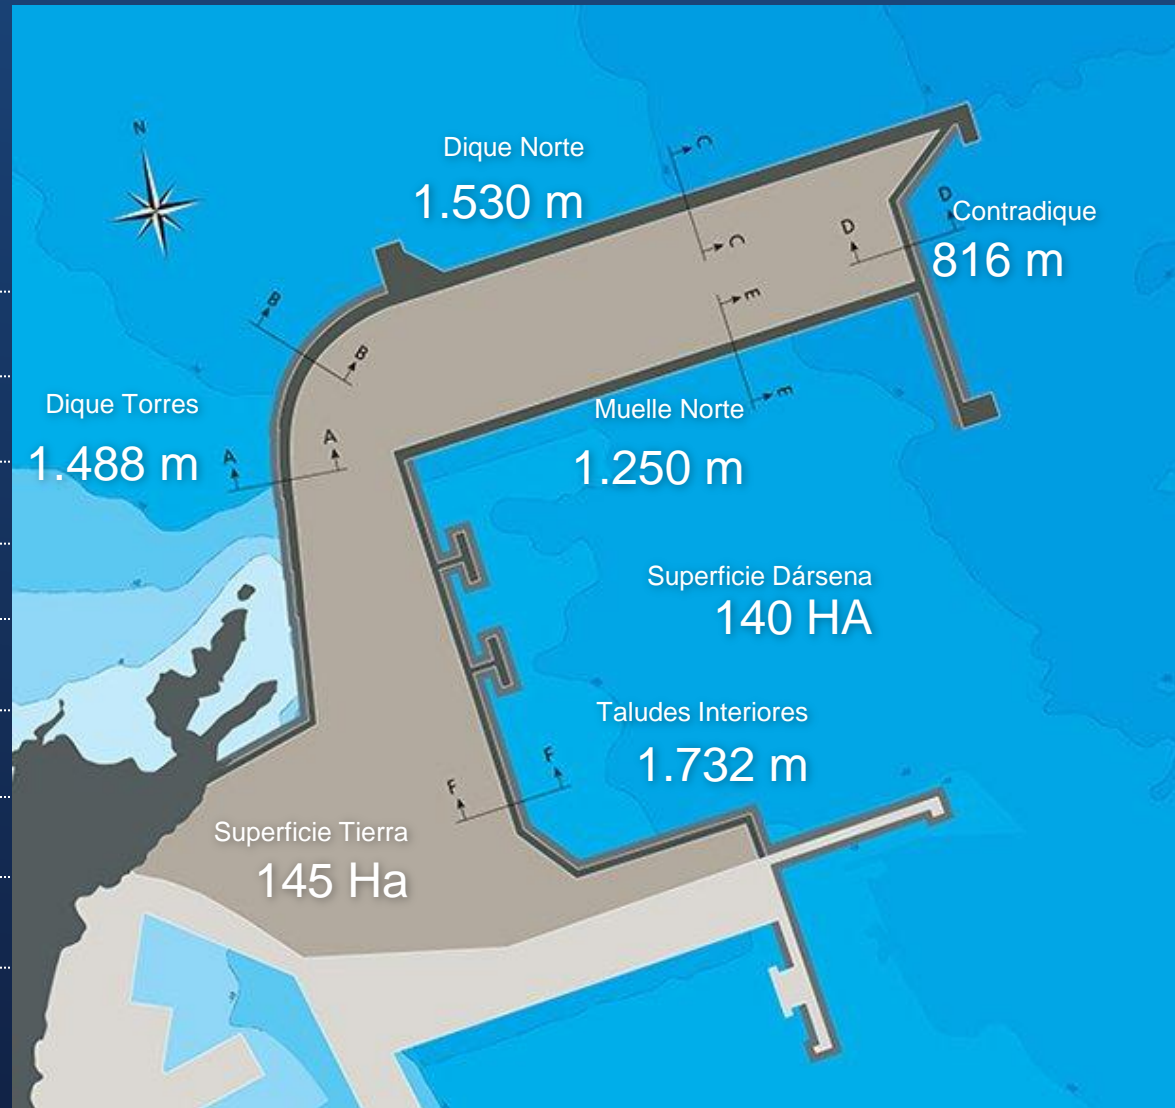 N
Dique Norte
1.530 m
C
C
D
D
Contradique
816 m
B
B
E
E
Dique Torres
1.488 m
A
A
Muelle Norte
1.250 m
Superficie Dársena
140 HA
Taludes Interiores
1.732 m
F
F
Superficie Tierra
145 Ha